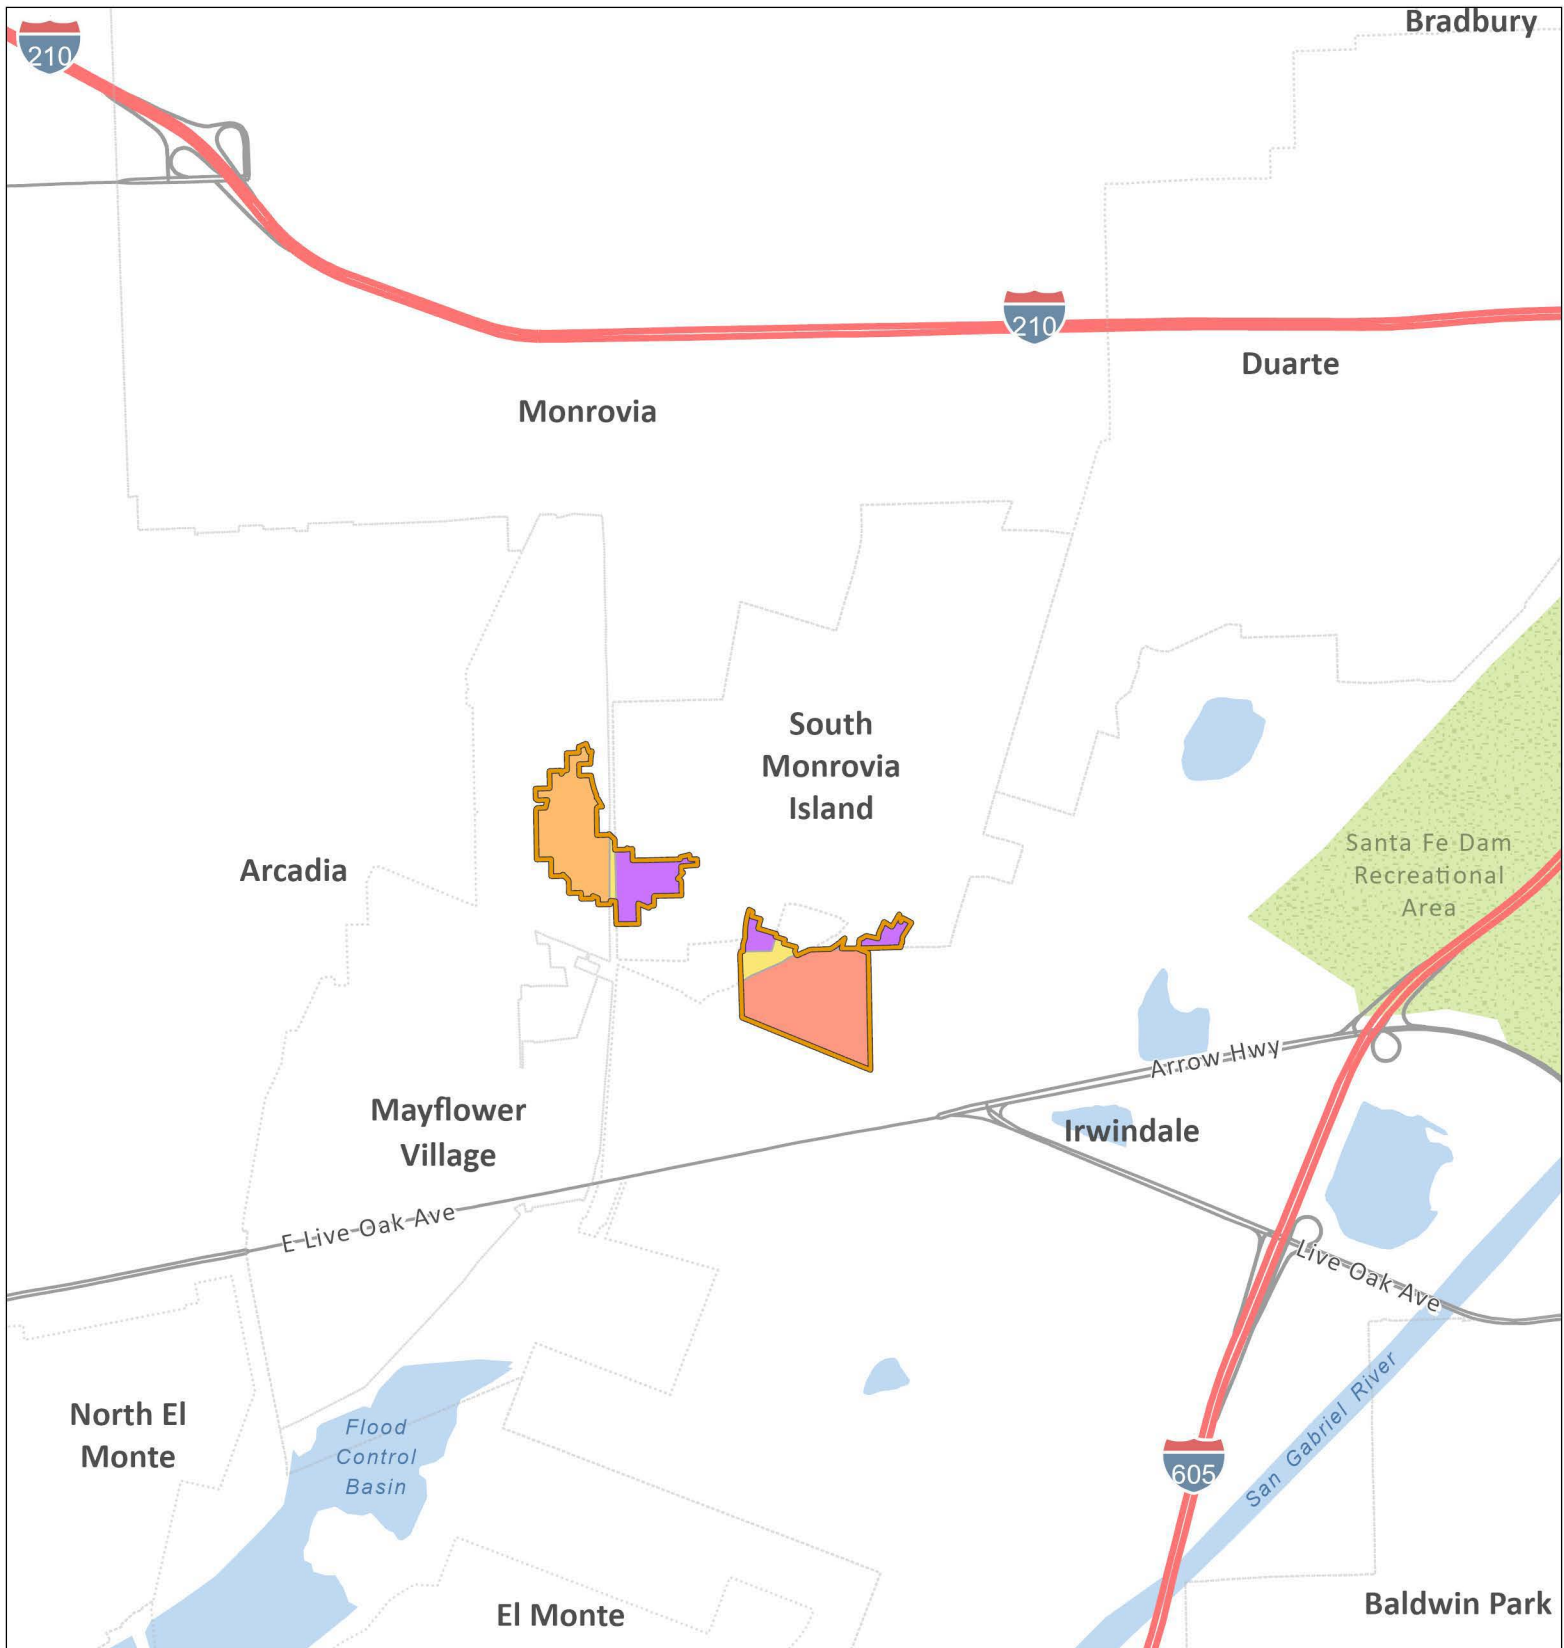 Bradbury
210
210
Duarte
Monrovia
South
Monrovia
Island
Santa Fe Dam
Recreational
Area
Arcadia
Arrow Hwy
Mayflower
Village
Irwindale
E Live Oak Ave
Live Oak Ave
North El
Monte
Flood
Control
Basin
San Gabriel River
605
El Monte
Baldwin Park